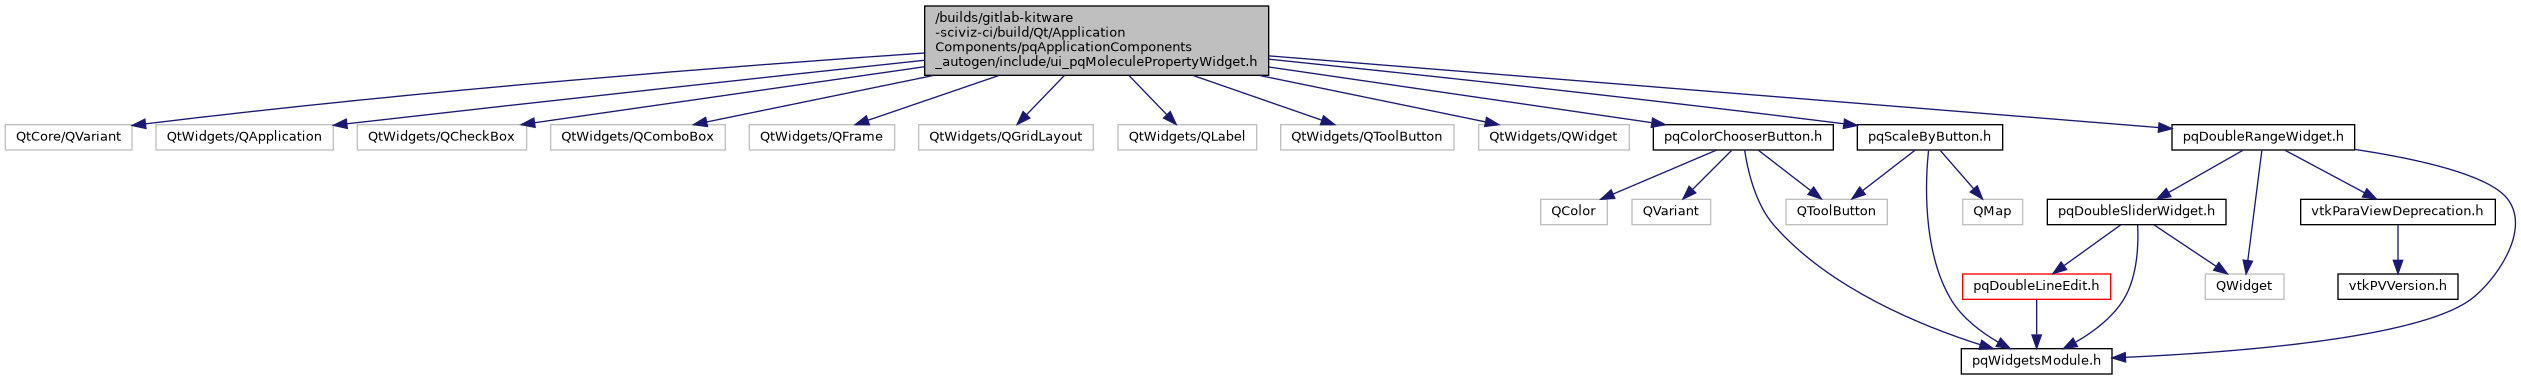 /builds/gitlab-kitware
-sciviz-ci/build/Qt/Application
Components/pqApplicationComponents
_autogen/include/ui_pqMoleculePropertyWidget.h
QtCore/QVariant
QtWidgets/QApplication
QtWidgets/QCheckBox
QtWidgets/QComboBox
QtWidgets/QFrame
QtWidgets/QGridLayout
QtWidgets/QLabel
QtWidgets/QToolButton
QtWidgets/QWidget
pqColorChooserButton.h
pqScaleByButton.h
pqDoubleRangeWidget.h
QColor
QVariant
QToolButton
QMap
pqDoubleSliderWidget.h
vtkParaViewDeprecation.h
pqDoubleLineEdit.h
QWidget
vtkPVVersion.h
pqWidgetsModule.h